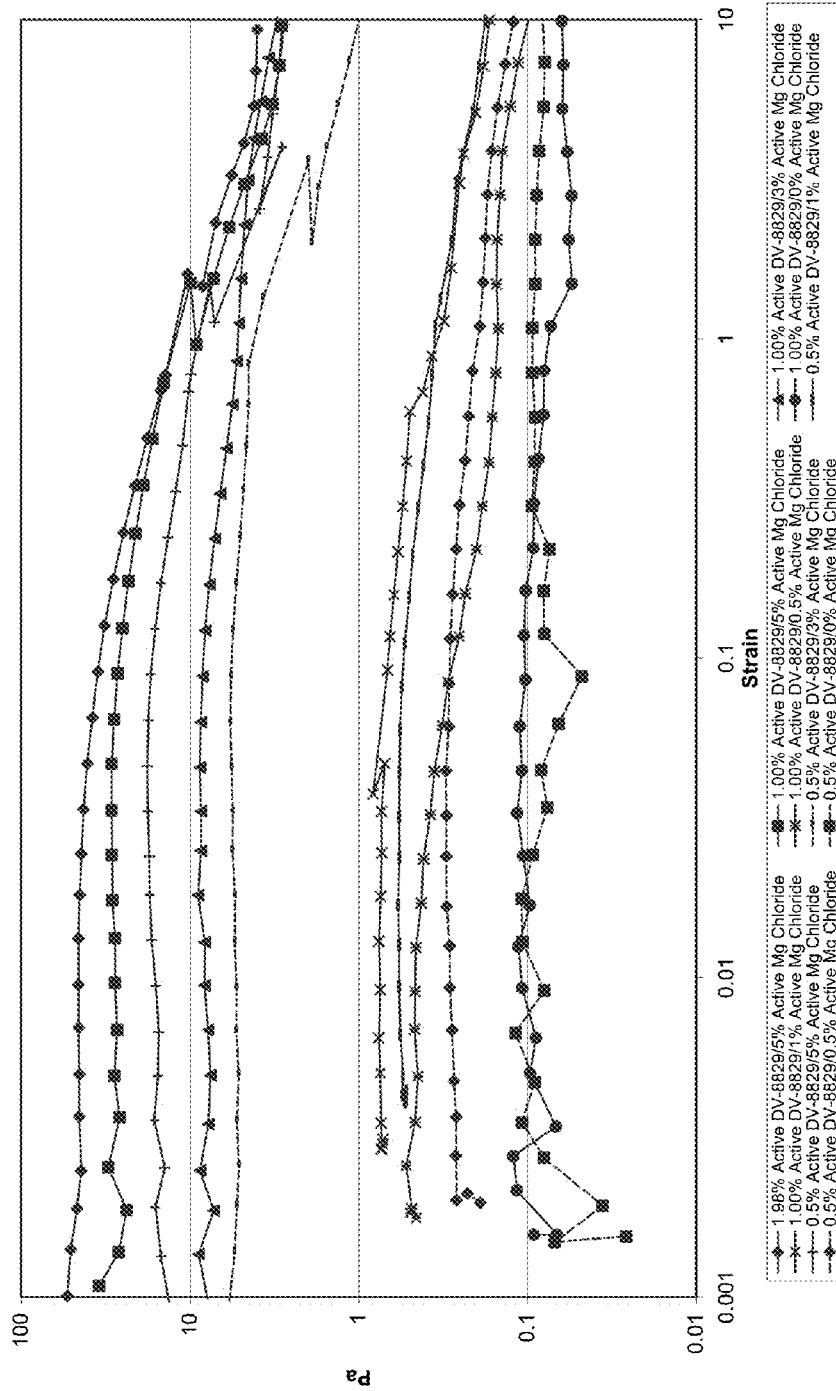 100
10
1
0.1
0.01
Pa
0.001
0.01
0.1
1
10
Strain
1.98% Active DV-8829/5% Active Mg Chloride
1.00% Active DV-8829/5% Active Mg Chloride
1.00% Active DV-8829/3% Active Mg Chloride
1.00% Active DV-8829/1% Active Mg Chloride
1.00% Active DV-8829/0.5% Active Mg Chloride
1.00% Active DV-8829/0% Active Mg Chloride
0.5% Active DV-8829/5% Active Mg Chloride
0.5% Active DV-8829/3% Active Mg Chloride
0.5% Active DV-8829/1% Active Mg Chloride
0.5% Active DV-8829/0.5% Active Mg Chloride
0.5% Active DV-8829/0% Active Mg Chloride